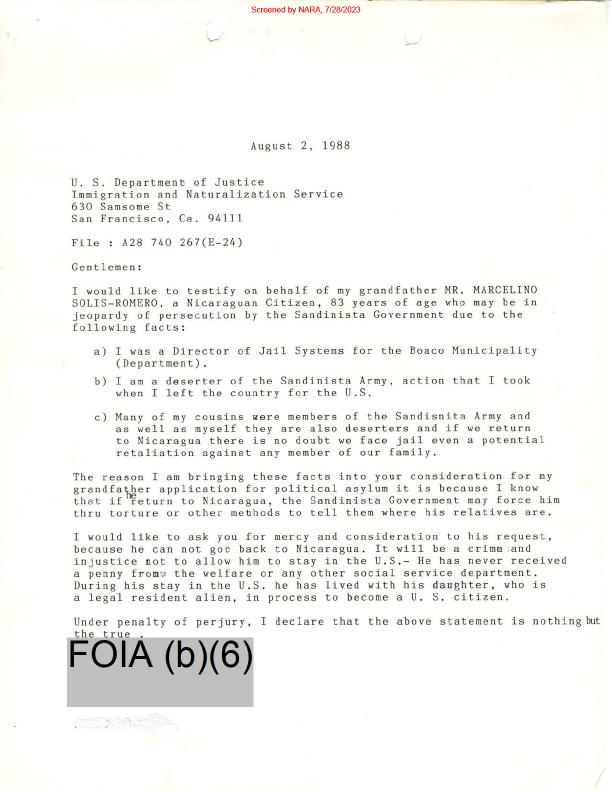 Screened by NARA, 7/28/2023
August 2, 1988
U. S. Department of Justice
Immigration and Naturalization Service
630 Samsome St
San Francisco, Ca. 94111
File : A28 740 267(E-24)
Gentlemen:
I would like to testify on behalf of my grandfather MR. MARCELINO
SOLIS-ROMERO, a Nicaraguan Citizen, 83 years of age who may be in
jeopardy of persecution by the Sandinista Government due to the
following facts:
a) I was a Director of Jail Systems for the Boaco Municipality
(Department).
b) I am a deserter of the Sandinista Army, action that I took
when I left the country for the U.S.
c) Many of my cousins were members of the Sandisnita Army and
as well as myself they are also deserters and if we return
to Nicaragua there is no doubt we face jail even a potential
retaliation against any member of our family.
The reason I am bringing these facts into your consideration for my
grandfather application for political asylum it is because I know
that if he return to Nicaragua, the Sandinista Government may force him
thru torture or other methods to tell them where his relatives are.
I would like to ask you for mercy and consideration to his request,
because he can not goe back to Nicaragua. It will be a crime and
injustice not to allow him to stay in the U.S.- He has never received
a penny from the welfare or any other social service department.
During his stay in the U.S. he has lived with his daughter, who is
a legal resident alien, in process to become a U. S. citizen.
Under penalty of perjury, I declare that the above statement is nothing but
the true .
FOIA (b)(6)